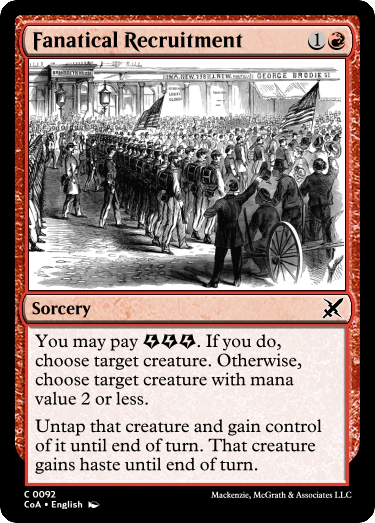 Fanatical Recruitment 1
GEORGE BRODIE
Sorcery
You may pay. If you do,
choose target creature. Otherwise,
choose target creature with mana
value 2 or less.
Untap that creature and gain control
of it until end of turn. That creature
gains haste until end of turn.
C 0092
CoA • English
Mackenzie, McGrath & Associates LLC